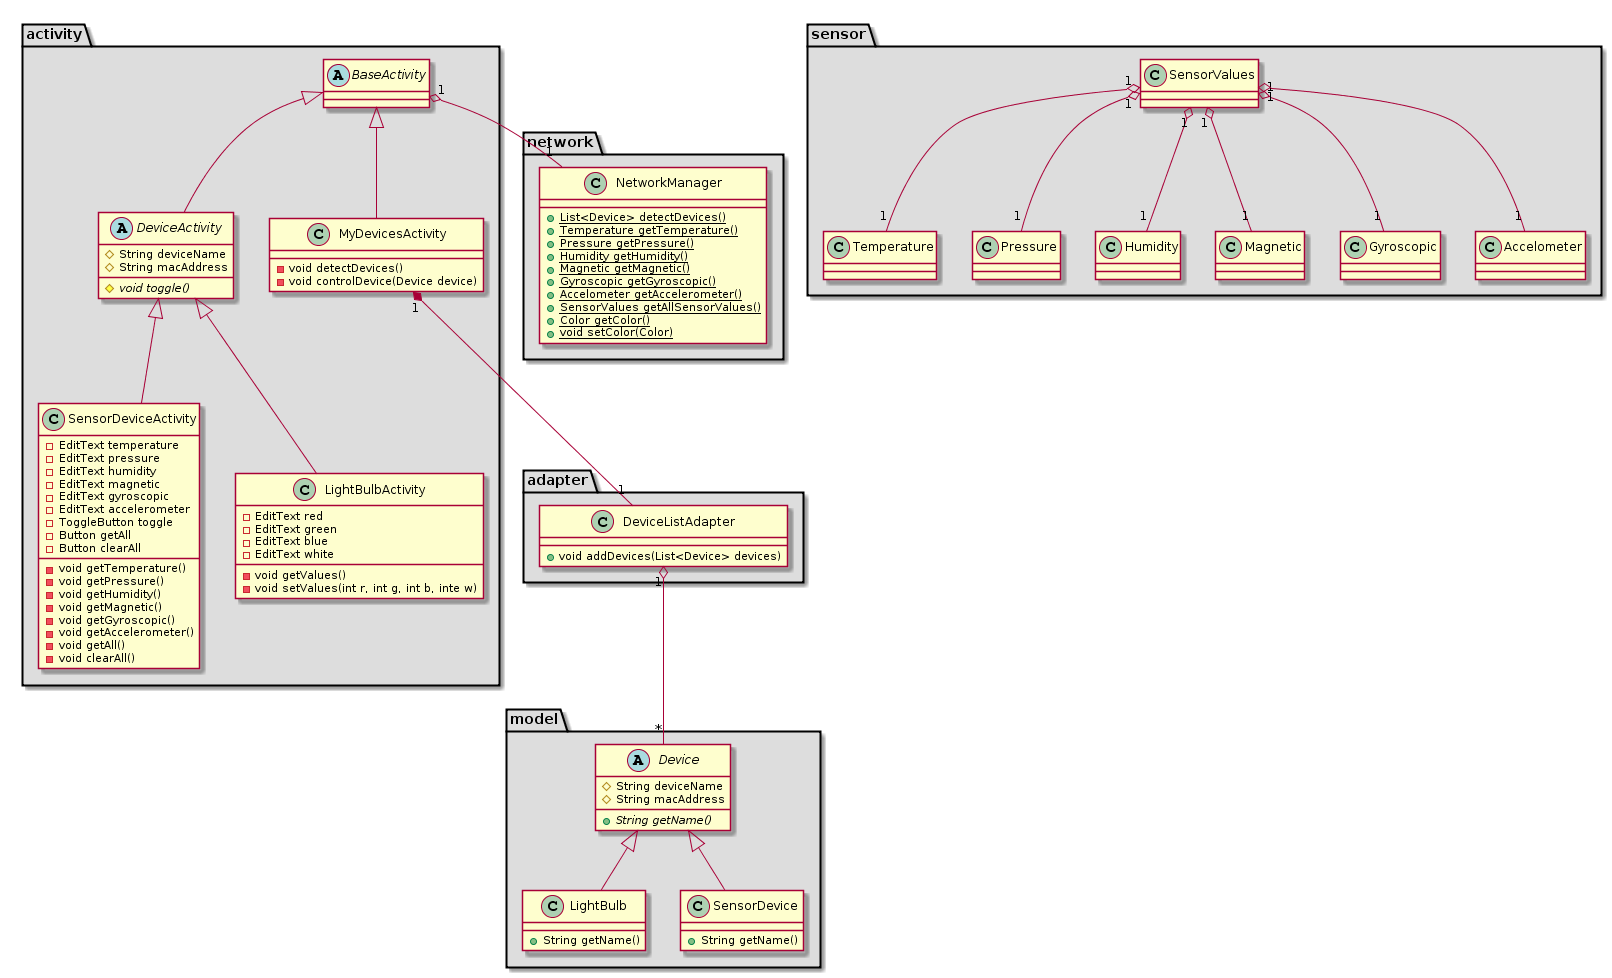 activity
A BaseActivity
1
A DeviceActivity
String deviceName
String macAddress
void toggle()
C MyDevicesActivity
void detectDevices()
void controlDevice(Device device)
1
C SensorDeviceActivity
EditText temperature
EditText pressure
EditText humidity
EditText magnetic
EditText gyroscopic
EditText accelerometer
ToggleButton toggle
Button getAll
Button clearAll
void getTemperature()
void getPressure()
void getHumidity()
void getMagnetic()
void getGyroscopic()
void getAccelerometer()
void getAll()
void clearAll()
C LightBulbActivity
EditText red
EditText green
EditText blue
EditText white
void getValues()
void setValues(int r, int g, int b, inte w)
network
1
C NetworkManager
List<Device> detectDevices()
Temperature getTemperature()
Pressure getPressure()
Humidity getHumidity()
Magnetic getMagnetic()
Gyroscopic getGyroscopic()
Accelometer getAccelerometer()
SensorValues getAllSensorValues()
Color getColor()
void setColor(Color)
adapter
1
C DeviceListAdapter
void addDevices(List<Device> devices)
1
model
*
A Device
String deviceName
String macAddress
String getName()
C LightBulb
String getName()
C SensorDevice
String getName()
sensor
C SensorValues
1
1
1
1
1
1
1
1
1
1
1
1
C Temperature
C Pressure
C Humidity
C Magnetic
C Gyroscopic
C Accelometer